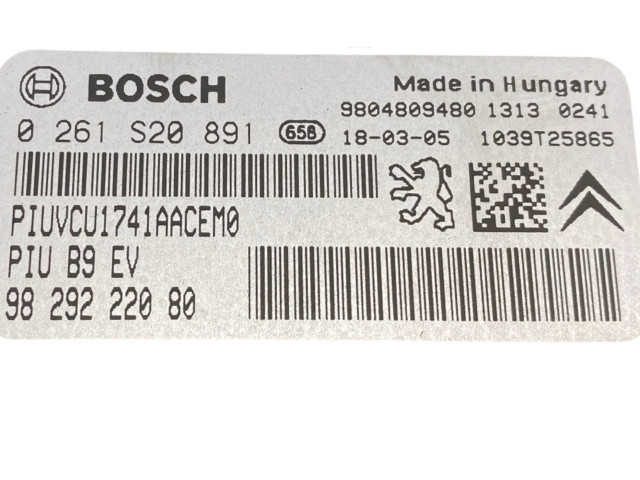 BOSCH
Made in Hungary
9804809480 1313 0241
0 261 S20 891 656 18-03-05 1039T25865
PIUVCU1741AACEM0
PIU B9 EV
98 292 220 80